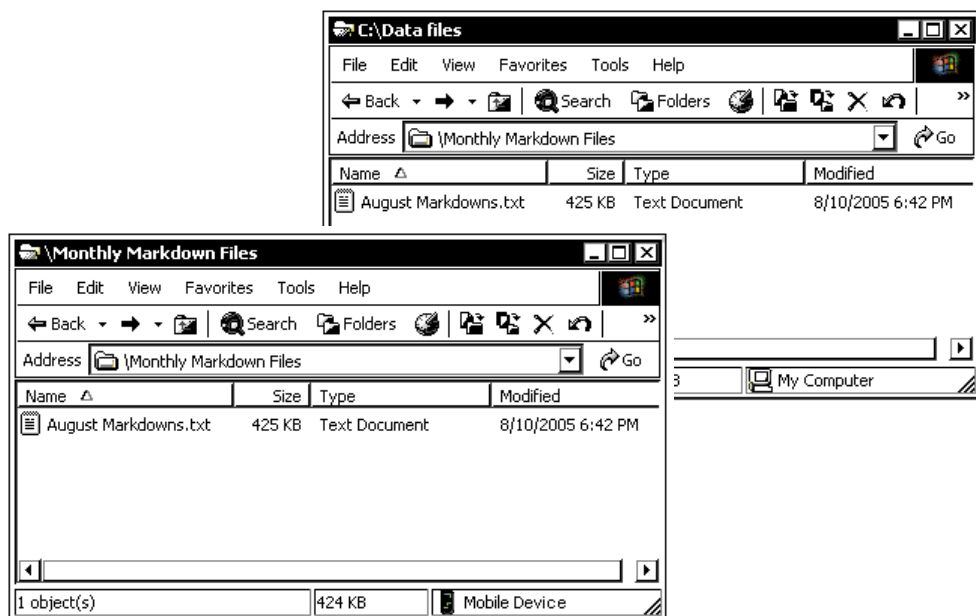 C:\Data files
File Edit View Favorites Tools Help
Back Search Folders »
Address \Monthly Markdown Files Go
Name Size Type Modified
August Markdowns.txt 425 KB Text Document 8/10/2005 6:42 PM
\Monthly Markdown Files
File Edit View Favorites Tools Help
Back Search Folders »
Address \Monthly Markdown Files Go
Name Size Type Modified
August Markdowns.txt 425 KB Text Document 8/10/2005 6:42 PM
My Computer
1 object(s) 424 KB Mobile Device